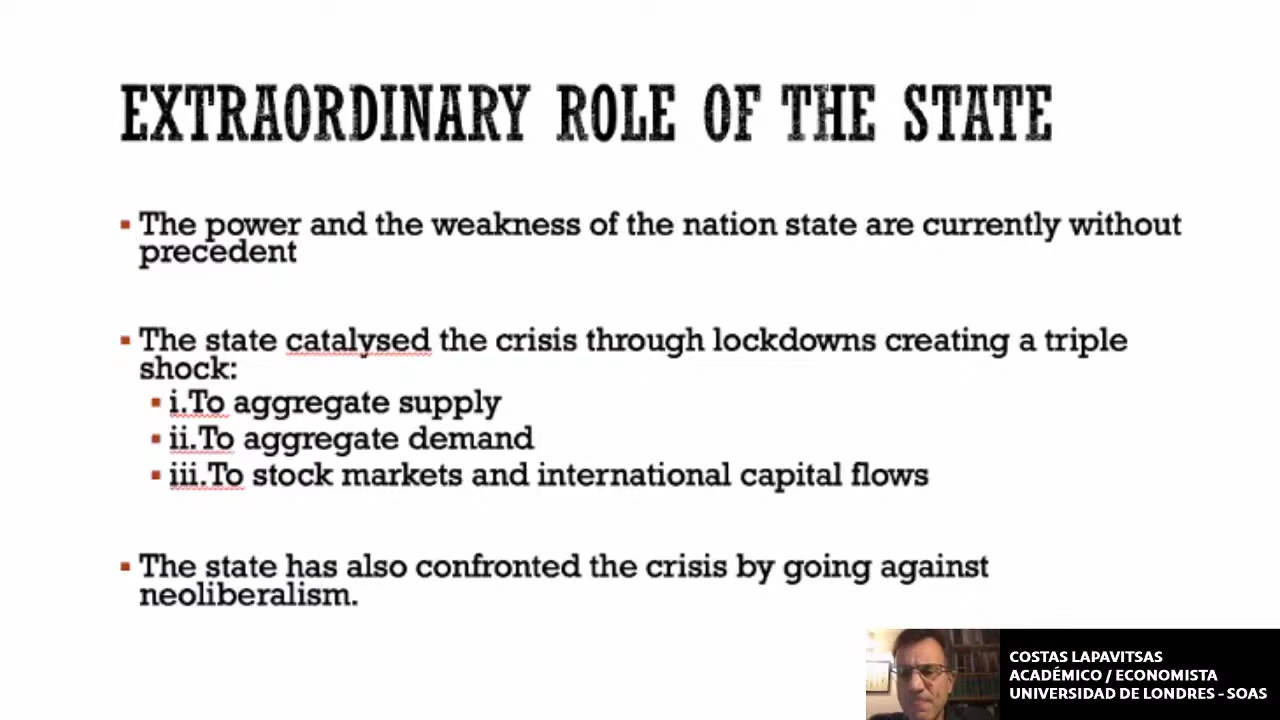 EXTRAORDINARY ROLE OF THE STATE
The power and the weakness of the nation state are currently without
precedent
The state catalysed the crisis through lockdowns creating a triple
shock:
i.To aggregate supply
ii.To aggregate demand
iii.To stock markets and international capital flows
The state has also confronted the crisis by going against
neoliberalism.
COSTAS LAPAVITSAS
ACADÉMICO / ECONOMISTA
UNIVERSIDAD DE LONDRES - SOAS